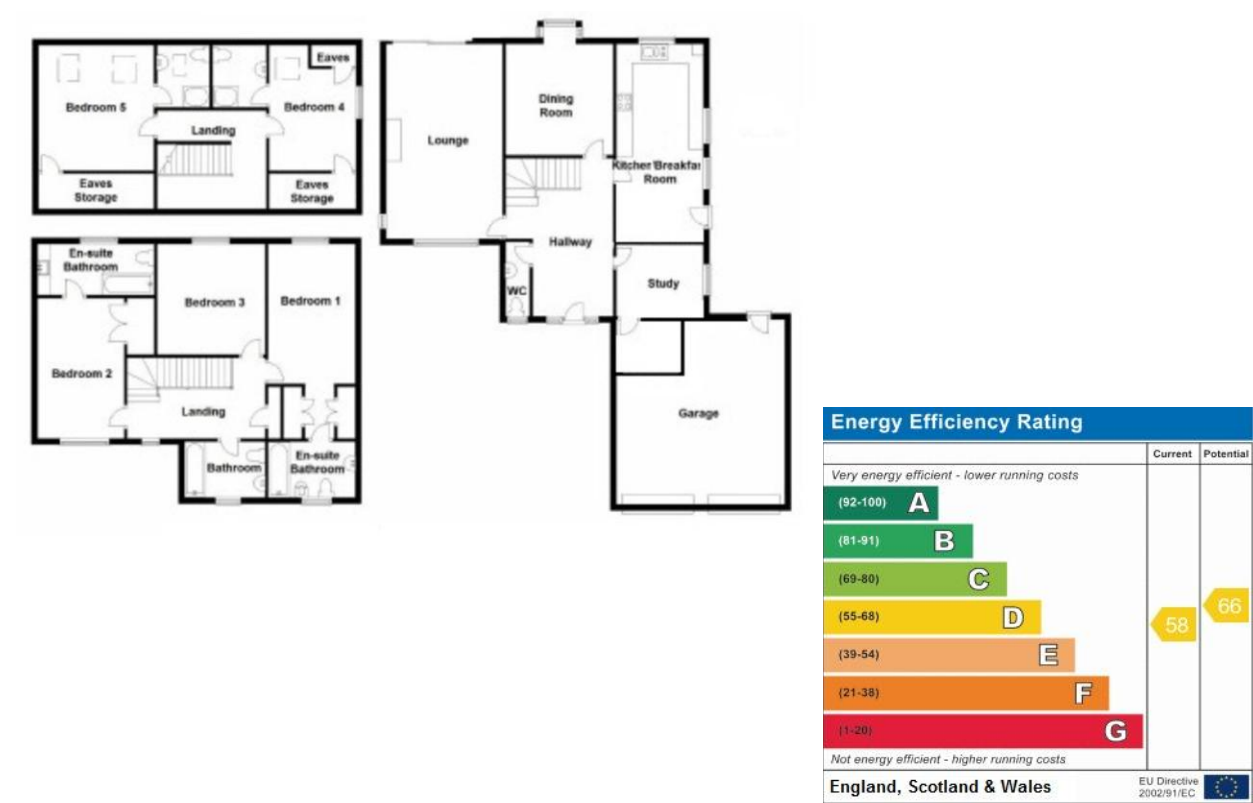 Eaves
Bedroom 5
Bedroom 4
Landing
Eaves
Storage
Eaves
Storage
En-suite
Bathroom
Bedroom 3
Bedroom 1
Bedroom 2
Landing
Bathroom
En-suite
Bathroom
Dining
Room
Lounge
Kitchen/Breakfas
Room
Hallway
Study
WC
Garage
Energy Efficiency Rating
Current Potential
Very energy efficient - lower running costs
(92-100) A
(81-91) B
(69-80) C
(55-68) D
(39-54) E
(21-38) F
(1-20) G
58
66
Not energy efficient - higher running costs
England, Scotland & Wales
EU Directive
2002/91/EC